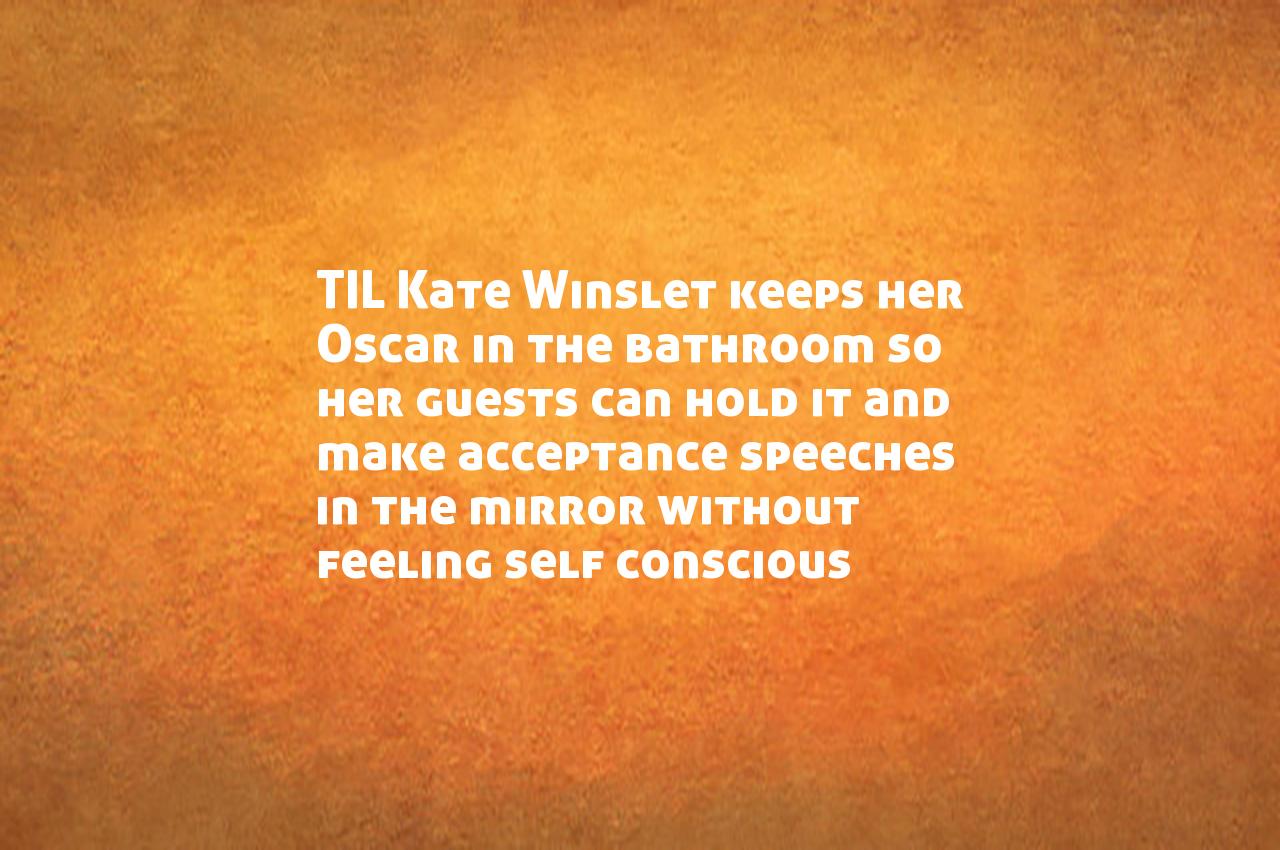 TIL Kate Winslet keeps her
Oscar in the bathroom so
her guests can hold it and
make acceptance speeches
in the mirror without
feeling self conscious